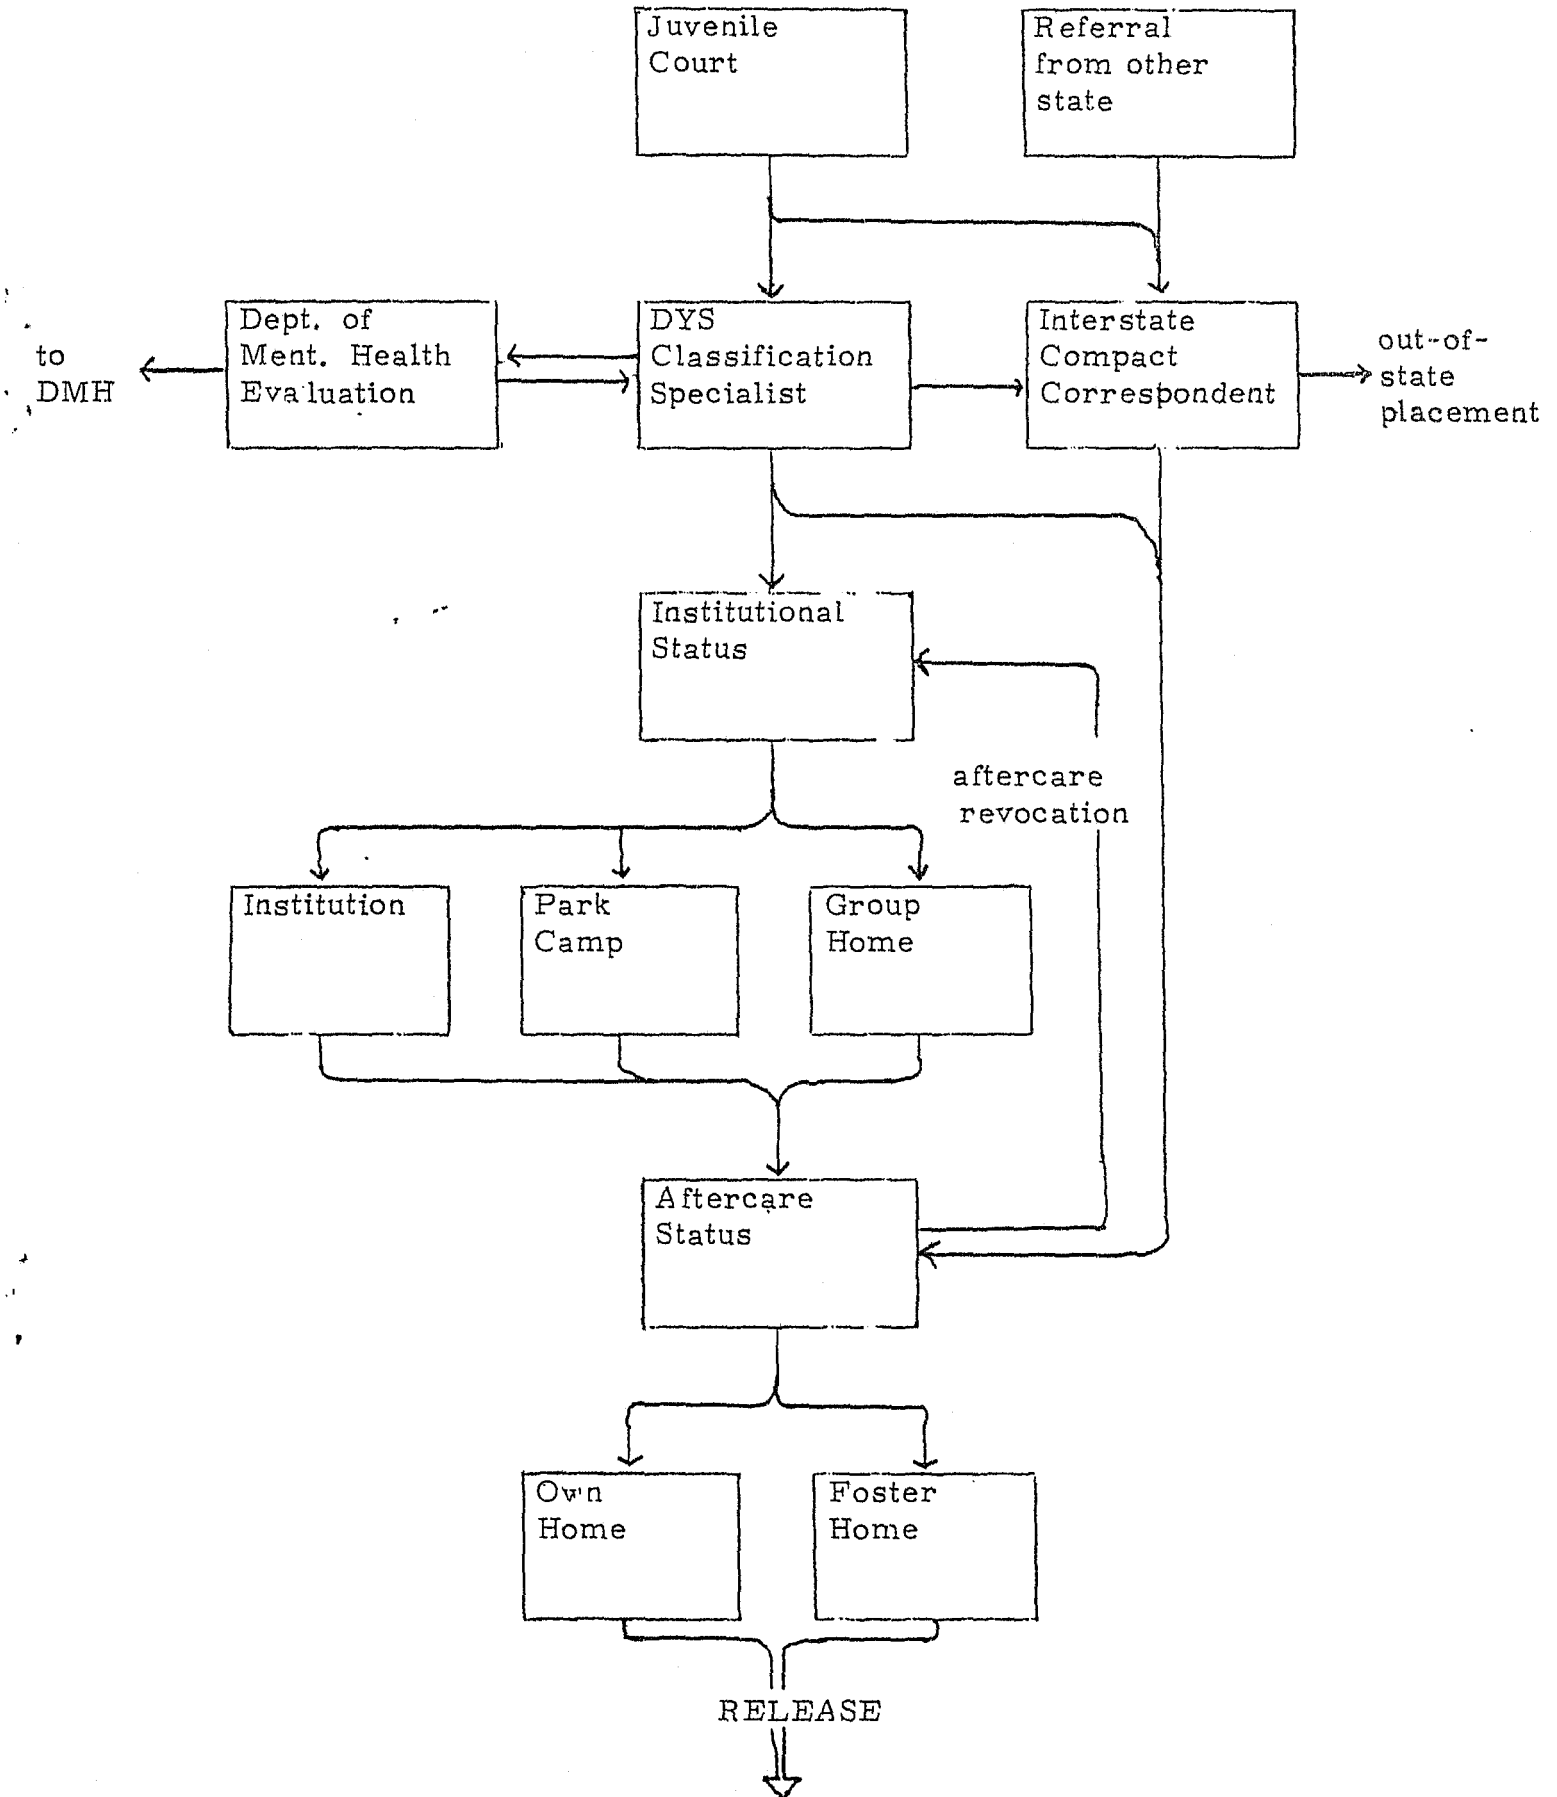 Juvenile
Court
Referral
from other
state
to
DMH
Dept. of
Ment. Health
Evaluation
DYS
Classification
Specialist
Interstate
Compact
Correspondent
out-of-
state
placement
Institutional
Status
aftercare
revocation
Institution
Park
Camp
Group
Home
Aftercare
Status
Own
Home
Foster
Home
RELEASE